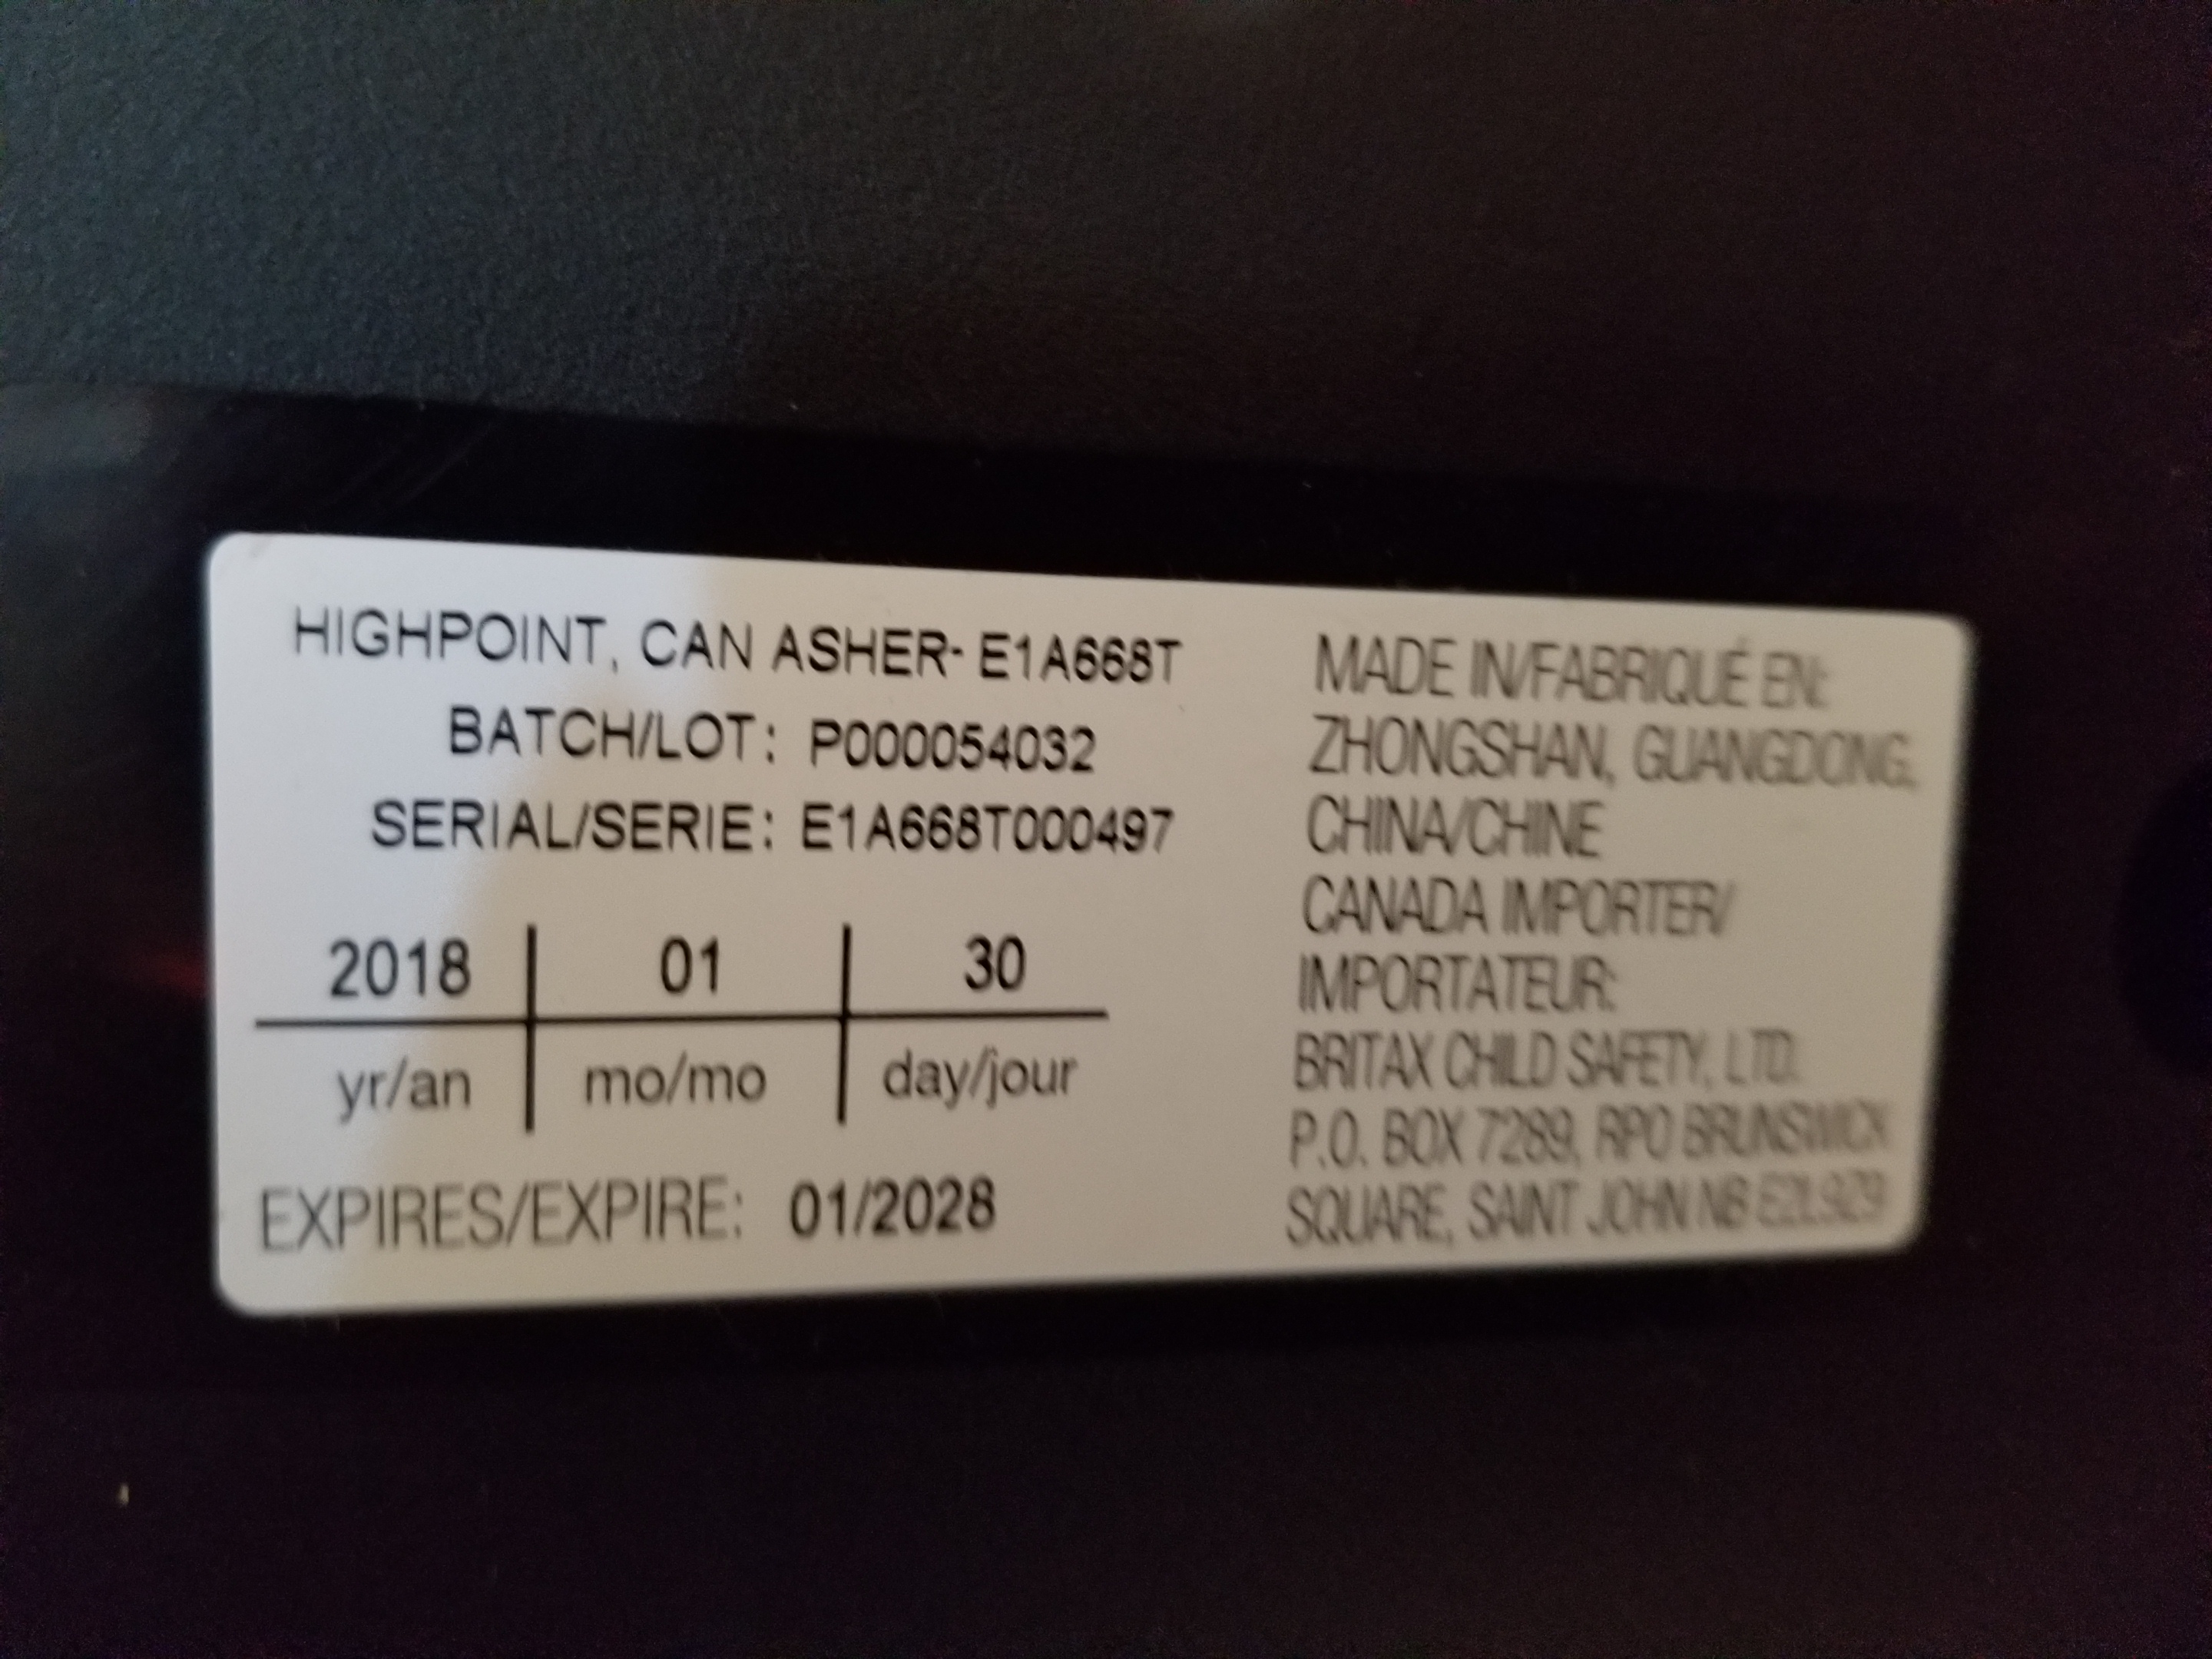 HIGHPOINT, CAN ASHER- E1A668T
BATCH/LOT: P000054032
SERIAL/SERIE: E1A668T000497
2018 01 30
yr/an mo/mo day/jour
EXPIRES/EXPIRE: 01/2028
MADE IN/FABRIQUÉ EN:
ZHONGSHAN, GUANGDONG,
CHINA/CHINE
CANADA IMPORTER/
IMPORTATEUR:
BRITAX CHILD SAFETY, LTD.
P.O. BOX 7289, RPO BRUNSWICK
SQUARE, SAINT JOHN NB E2L9Z9